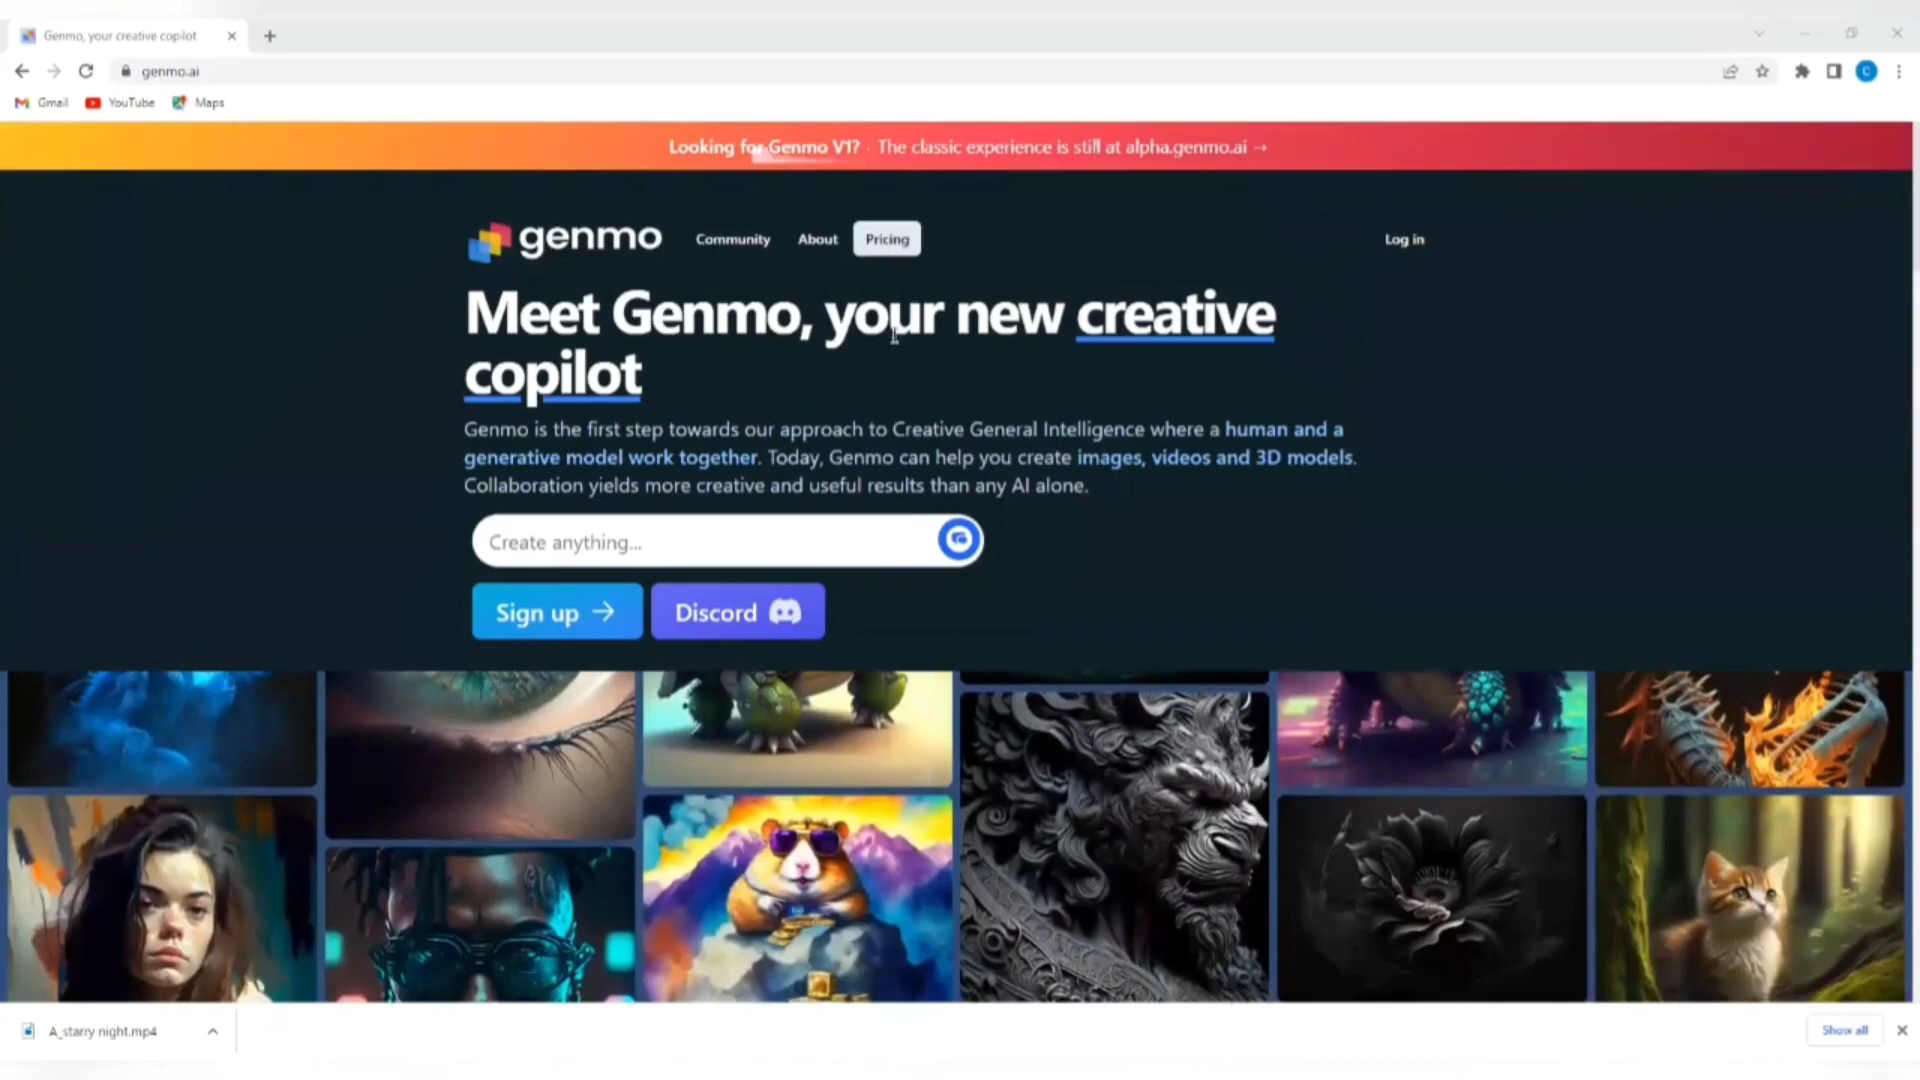 Genmo, your creative copilot
genmo.ai
C
Gmail YouTube Maps
Looking for Genmo V1? · The classic experience is still at alpha.genmo.ai →
genmo Community About Pricing Log in
Meet Genmo, your new creative
copilot
Genmo is the first step towards our approach to Creative General Intelligence where a human and a
generative model work together. Today, Genmo can help you create images, videos and 3D models.
Collaboration yields more creative and useful results than any AI alone.
Create anything...
Sign up → Discord
A_starry night.mp4 Show all